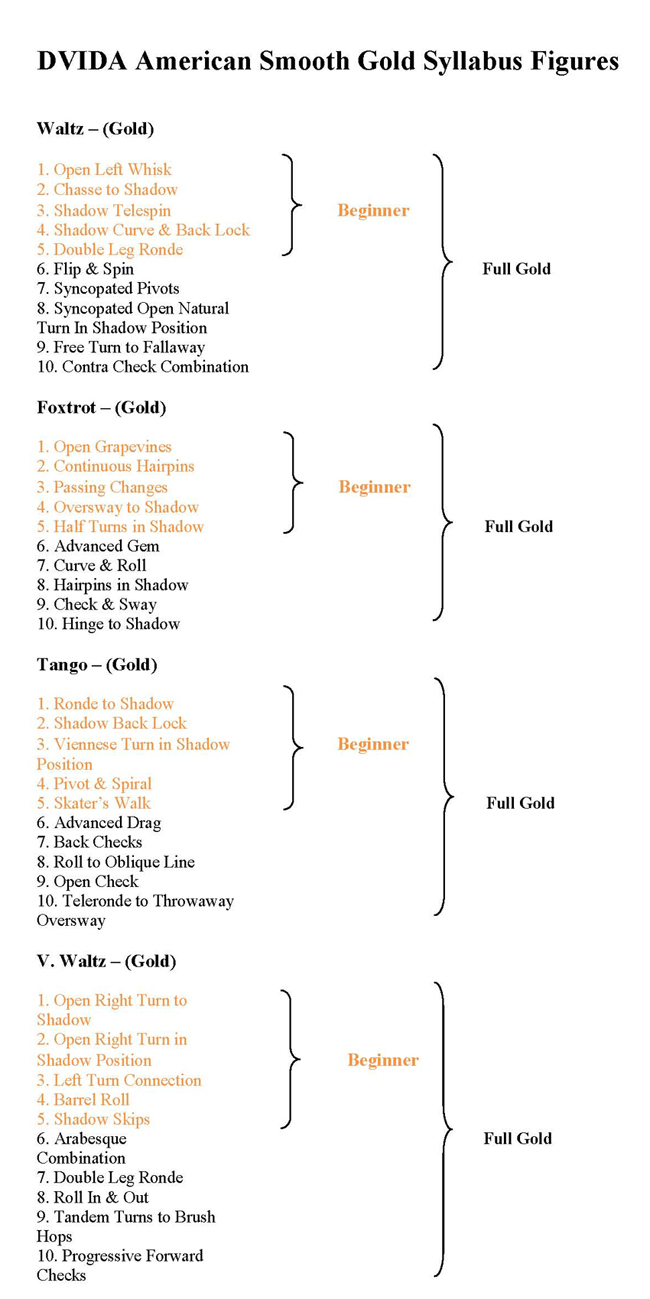 DVIDA American Smooth Gold Syllabus Figures
Waltz – (Gold)
1. Open Left Whisk
2. Chasse to Shadow
3. Shadow Telespin
4. Shadow Curve & Back Lock
5. Double Leg Ronde
Beginner
6. Flip & Spin
7. Syncopated Pivots
8. Syncopated Open Natural
Turn In Shadow Position
9. Free Turn to Fallaway
10. Contra Check Combination
Full Gold
Foxtrot – (Gold)
1. Open Grapevines
2. Continuous Hairpins
3. Passing Changes
4. Oversway to Shadow
5. Half Turns in Shadow
Beginner
6. Advanced Gem
7. Curve & Roll
8. Hairpins in Shadow
9. Check & Sway
10. Hinge to Shadow
Full Gold
Tango – (Gold)
1. Ronde to Shadow
2. Shadow Back Lock
3. Viennese Turn in Shadow
Position
4. Pivot & Spiral
5. Skater’s Walk
Beginner
6. Advanced Drag
7. Back Checks
8. Roll to Oblique Line
9. Open Check
10. Teleronde to Throwaway
Oversway
Full Gold
V. Waltz – (Gold)
1. Open Right Turn to
Shadow
2. Open Right Turn in
Shadow Position
3. Left Turn Connection
4. Barrel Roll
5. Shadow Skips
Beginner
6. Arabesque
Combination
7. Double Leg Ronde
8. Roll In & Out
9. Tandem Turns to Brush
Hops
10. Progressive Forward
Checks
Full Gold